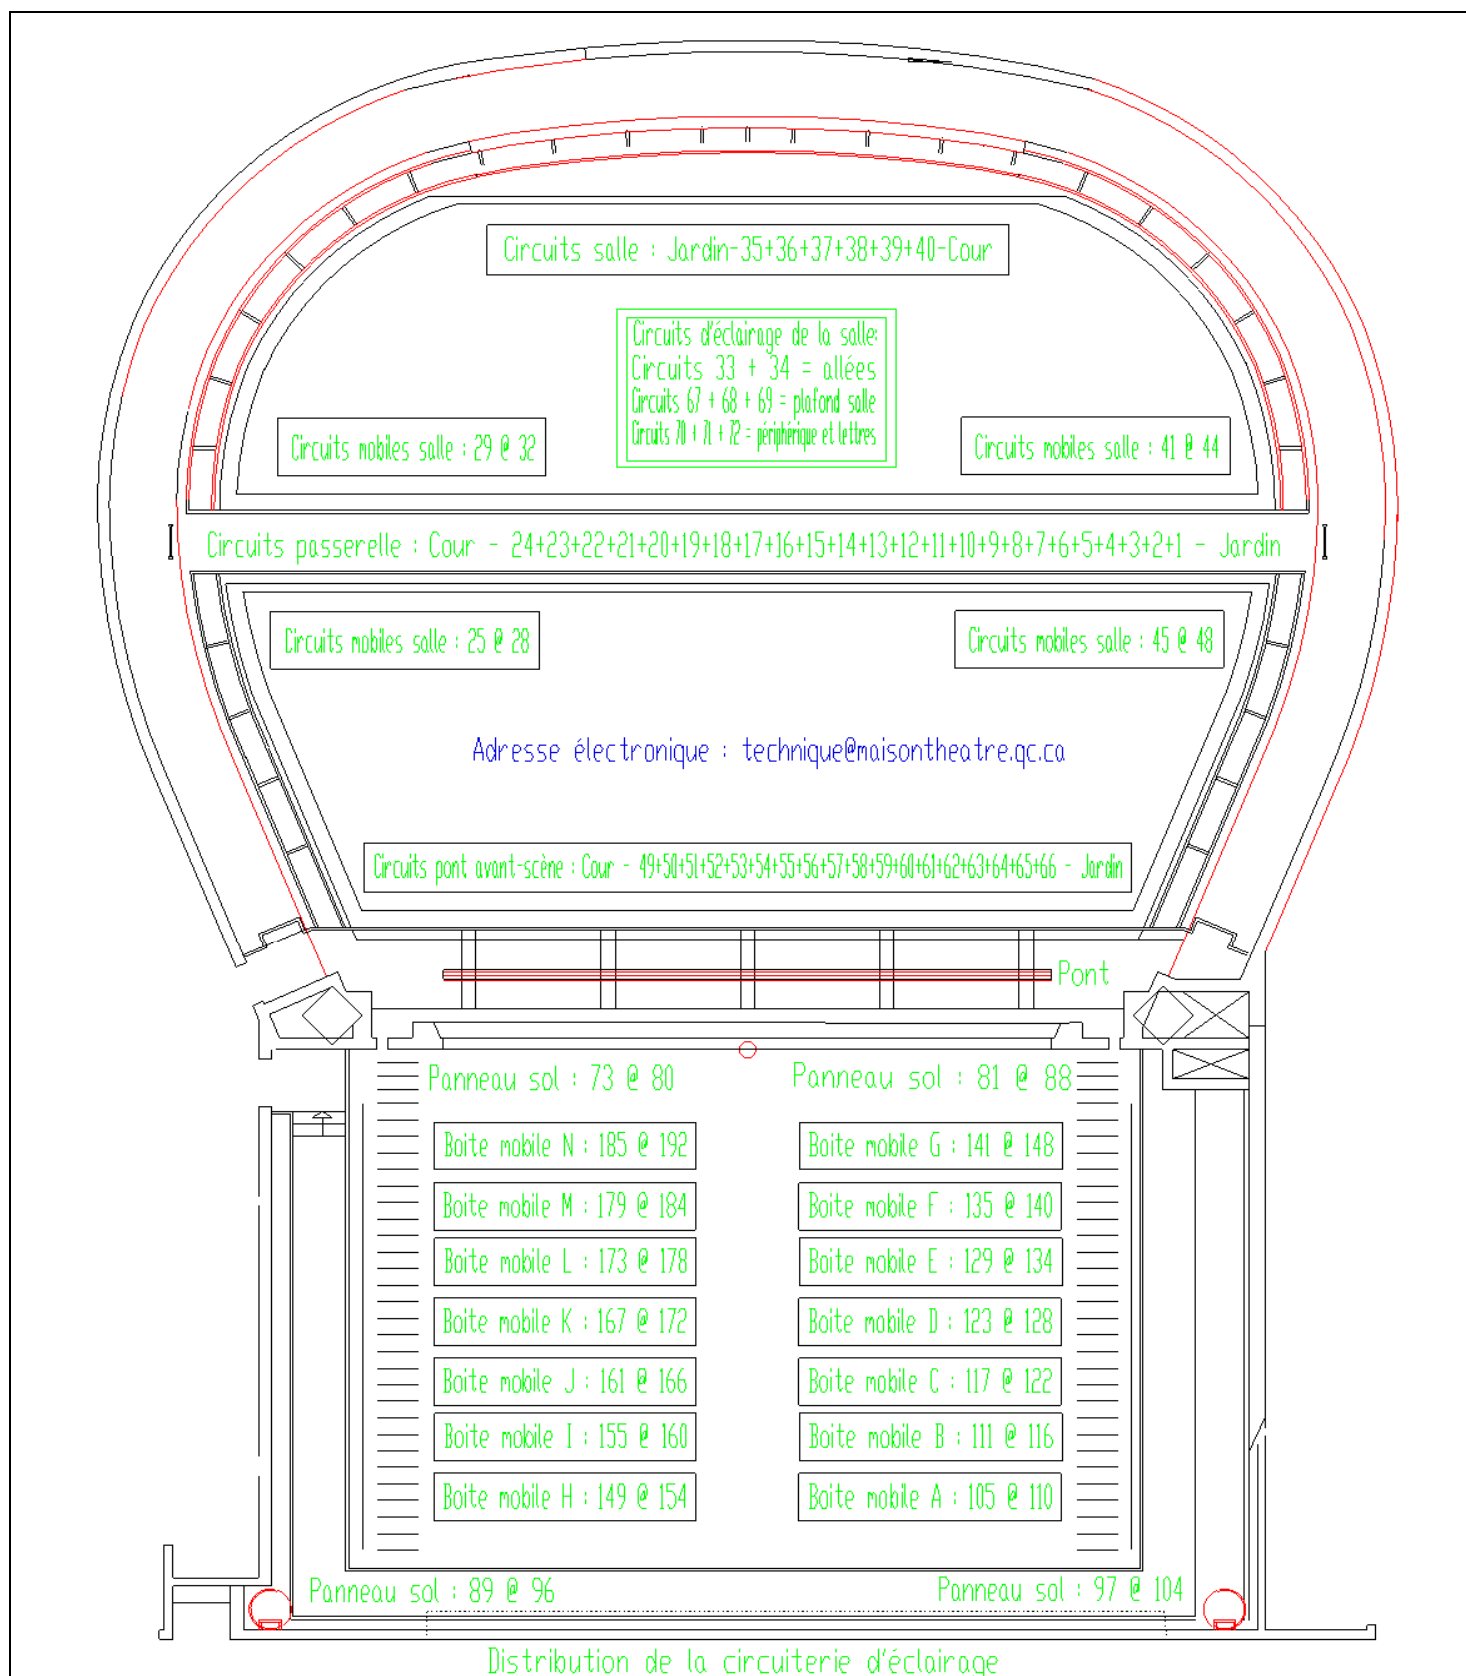 Circuits salle : Jardin-35+36+37+38+39+40-Cour
Circuits d'éclairage de la salle:
Circuits 33 + 34 = allées
Circuits 67 + 68 + 69 = plafond salle
Circuits 70 + 71 + 72 = périphérique et lettres
Circuits mobiles salle : 29 @ 32
Circuits mobiles salle : 41 @ 44
Circuits passerelle : Cour - 24+23+22+21+20+19+18+17+16+15+14+13+12+11+10+9+8+7+6+5+4+3+2+1 - Jardin
Circuits mobiles salle : 25 @ 28
Circuits mobiles salle : 45 @ 48
Adresse électronique : technique@maisontheatre.qc.ca
Circuits pont avant-scène : Cour - 49+50+51+52+53+54+55+56+57+58+59+60+61+62+63+64+65+66 - Jardin
Pont
Panneau sol : 73 @ 80
Panneau sol : 81 @ 88
Boite mobile N : 185 @ 192
Boite mobile G : 141 @ 148
Boite mobile M : 179 @ 184
Boite mobile F : 135 @ 140
Boite mobile L : 173 @ 178
Boite mobile E : 129 @ 134
Boite mobile K : 167 @ 172
Boite mobile D : 123 @ 128
Boite mobile J : 161 @ 166
Boite mobile C : 117 @ 122
Boite mobile I : 155 @ 160
Boite mobile B : 111 @ 116
Boite mobile H : 149 @ 154
Boite mobile A : 105 @ 110
Panneau sol : 89 @ 96
Panneau sol : 97 @ 104
Distribution de la circuiterie d'éclairage